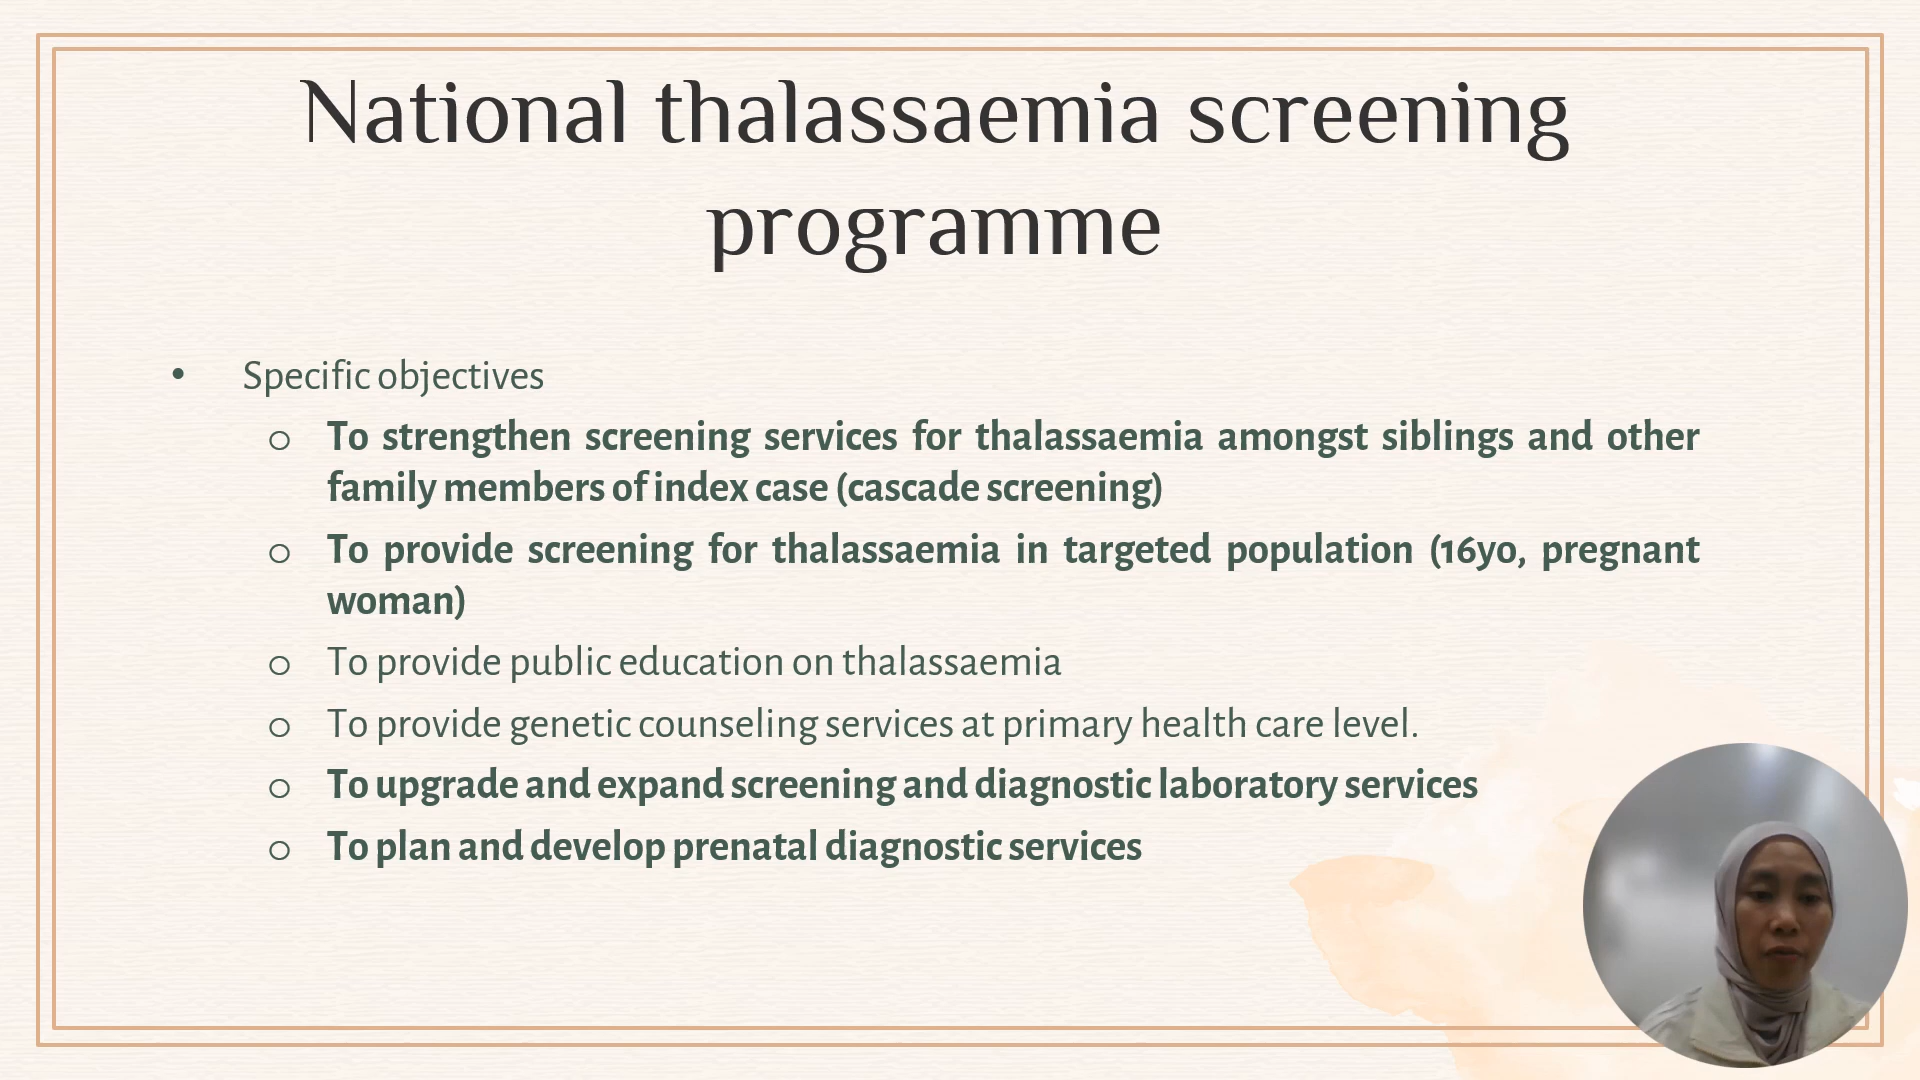 National thalassaemia screening
programme
• Specific objectives
o To strengthen screening services for thalassaemia amongst siblings and other
family members of index case (cascade screening)
o To provide screening for thalassaemia in targeted population (16yo, pregnant
woman)
o To provide public education on thalassaemia
o To provide genetic counseling services at primary health care level.
o To upgrade and expand screening and diagnostic laboratory services
o To plan and develop prenatal diagnostic services